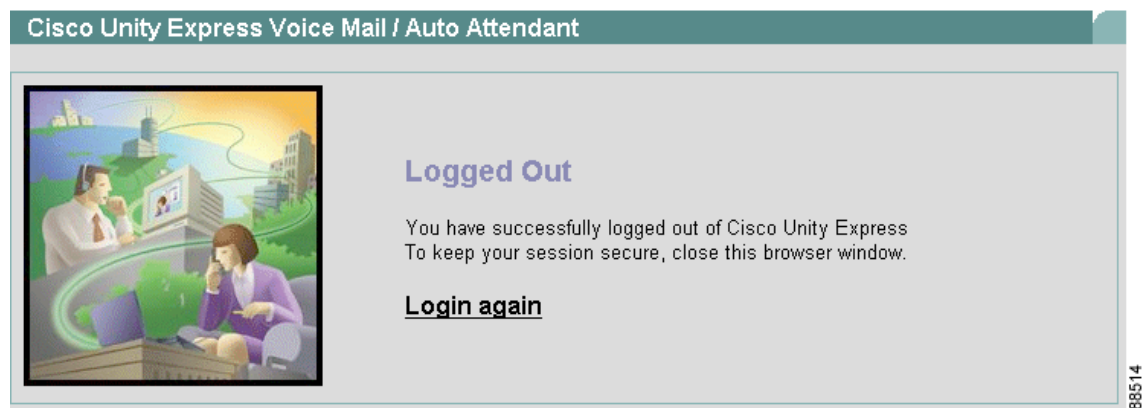 Cisco Unity Express Voice Mail / Auto Attendant
Logged Out
You have successfully logged out of Cisco Unity Express
To keep your session secure, close this browser window.
Login again
88514